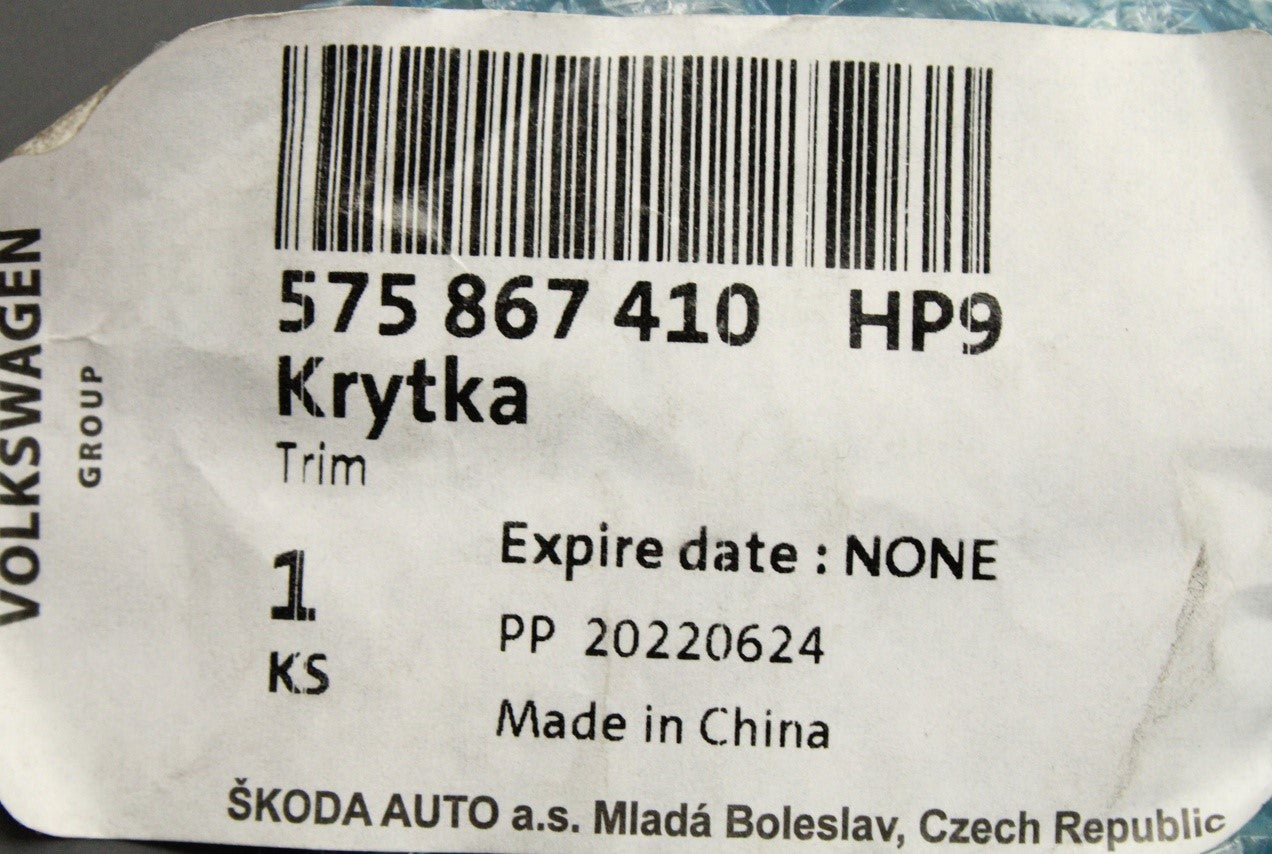 VOLKSWAGEN
GROUP
575 867 410 HP9
Krytka
Trim
1
KS
Expire date : NONE
PP 20220624
Made in China
ŠKODA AUTO a.s. Mladá Boleslav, Czech Republic